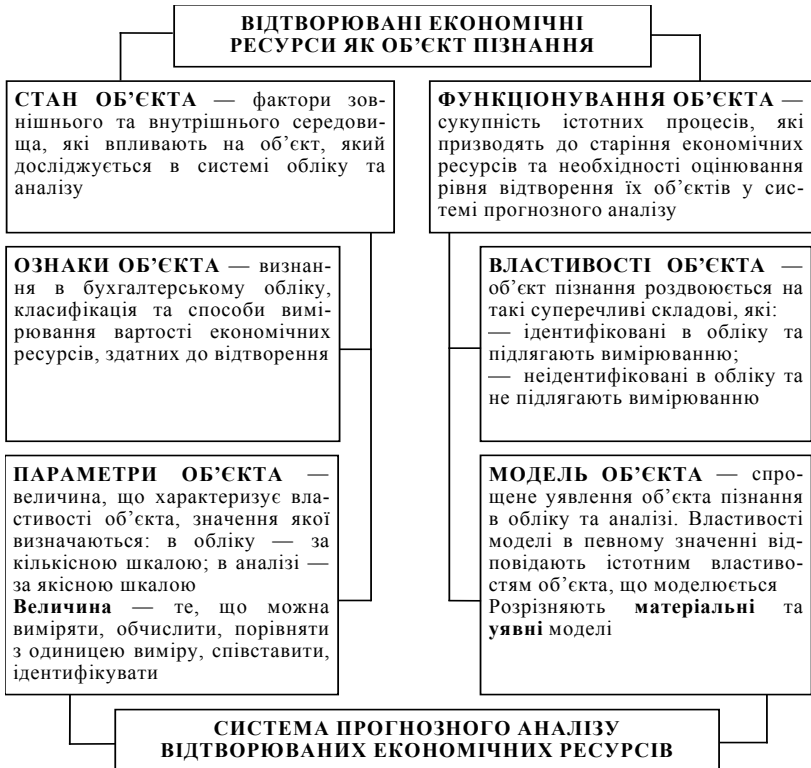 ВІДТВОРЮВАНІ ЕКОНОМІЧНІ
РЕСУРСИ ЯК ОБ’ЄКТ ПІЗНАННЯ
СТАН ОБ’ЄКТА — фактори зов-
нішнього та внутрішнього середови-
ща, які впливають на об’єкт, який
досліджується в системі обліку та
аналізу
ФУНКЦІОНУВАННЯ ОБ’ЄКТА —
сукупність істотних процесів, які
призводять до старіння економічних
ресурсів та необхідності оцінювання
рівня відтворення їх об’єктів у сис-
темі прогнозного аналізу
ОЗНАКИ ОБ’ЄКТА — визнан-
ня в бухгалтерському обліку,
класифікація та способи вимі-
рювання вартості економічних
ресурсів, здатних до відтворення
ВЛАСТИВОСТІ ОБ’ЄКТА —
об’єкт пізнання роздвоюється на
такі суперечливі складові, які:
— ідентифіковані в обліку та
підлягають вимірюванню;
— неідентифіковані в обліку та
не підлягають вимірюванню
ПАРАМЕТРИ ОБ’ЄКТА —
величина, що характеризує вла-
стивості об’єкта, значення якої
визначаються: в обліку — за
кількісною шкалою; в аналізі —
за якісною шкалою
Величина — те, що можна
виміряти, обчислити, порівняти
з одиницею виміру, співставити,
ідентифікувати
МОДЕЛЬ ОБ’ЄКТА — спро-
щене уявлення об’єкта пізнання
в обліку та аналізі. Властивості
моделі в певному значенні від-
повідають істотним властиво-
стям об’єкта, що моделюється
Розрізняють матеріальні та
уявні моделі
СИСТЕМА ПРОГНОЗНОГО АНАЛІЗУ
ВІДТВОРЮВАНИХ ЕКОНОМІЧНИХ РЕСУРСІВ